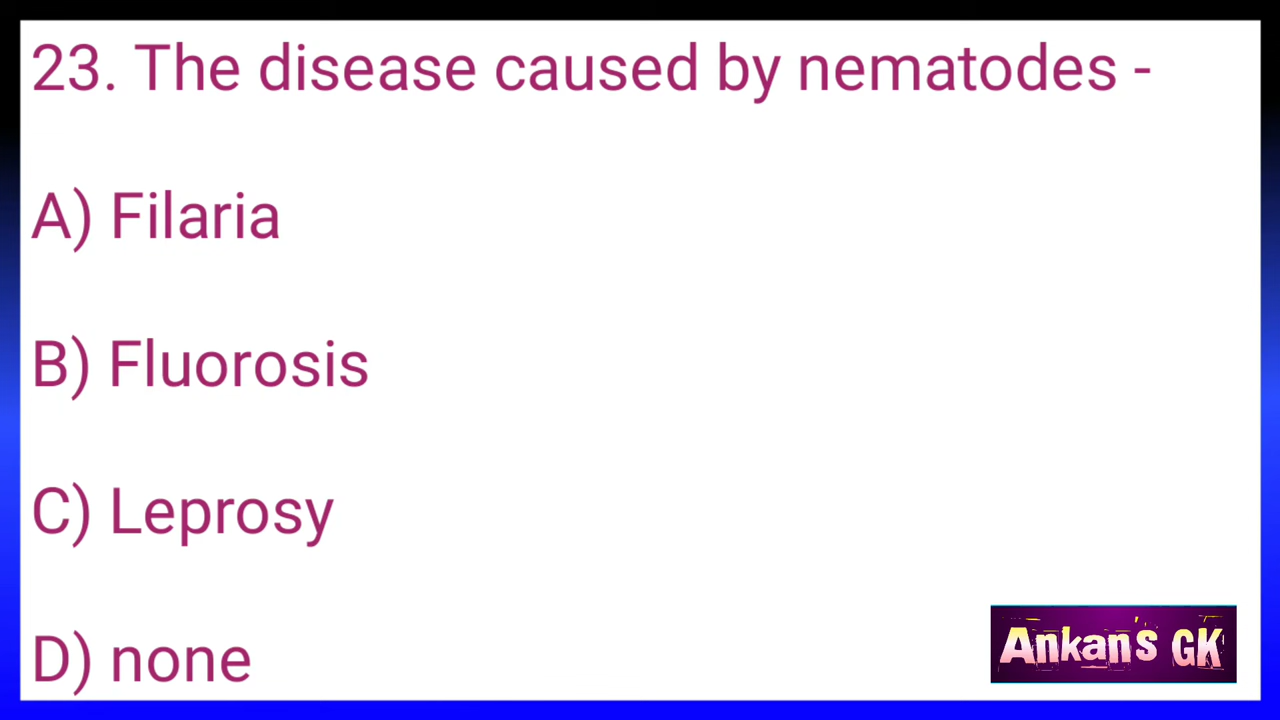 23. The disease caused by nematodes -
A) Filaria
B) Fluorosis
C) Leprosy
D) none
Ankan's GK